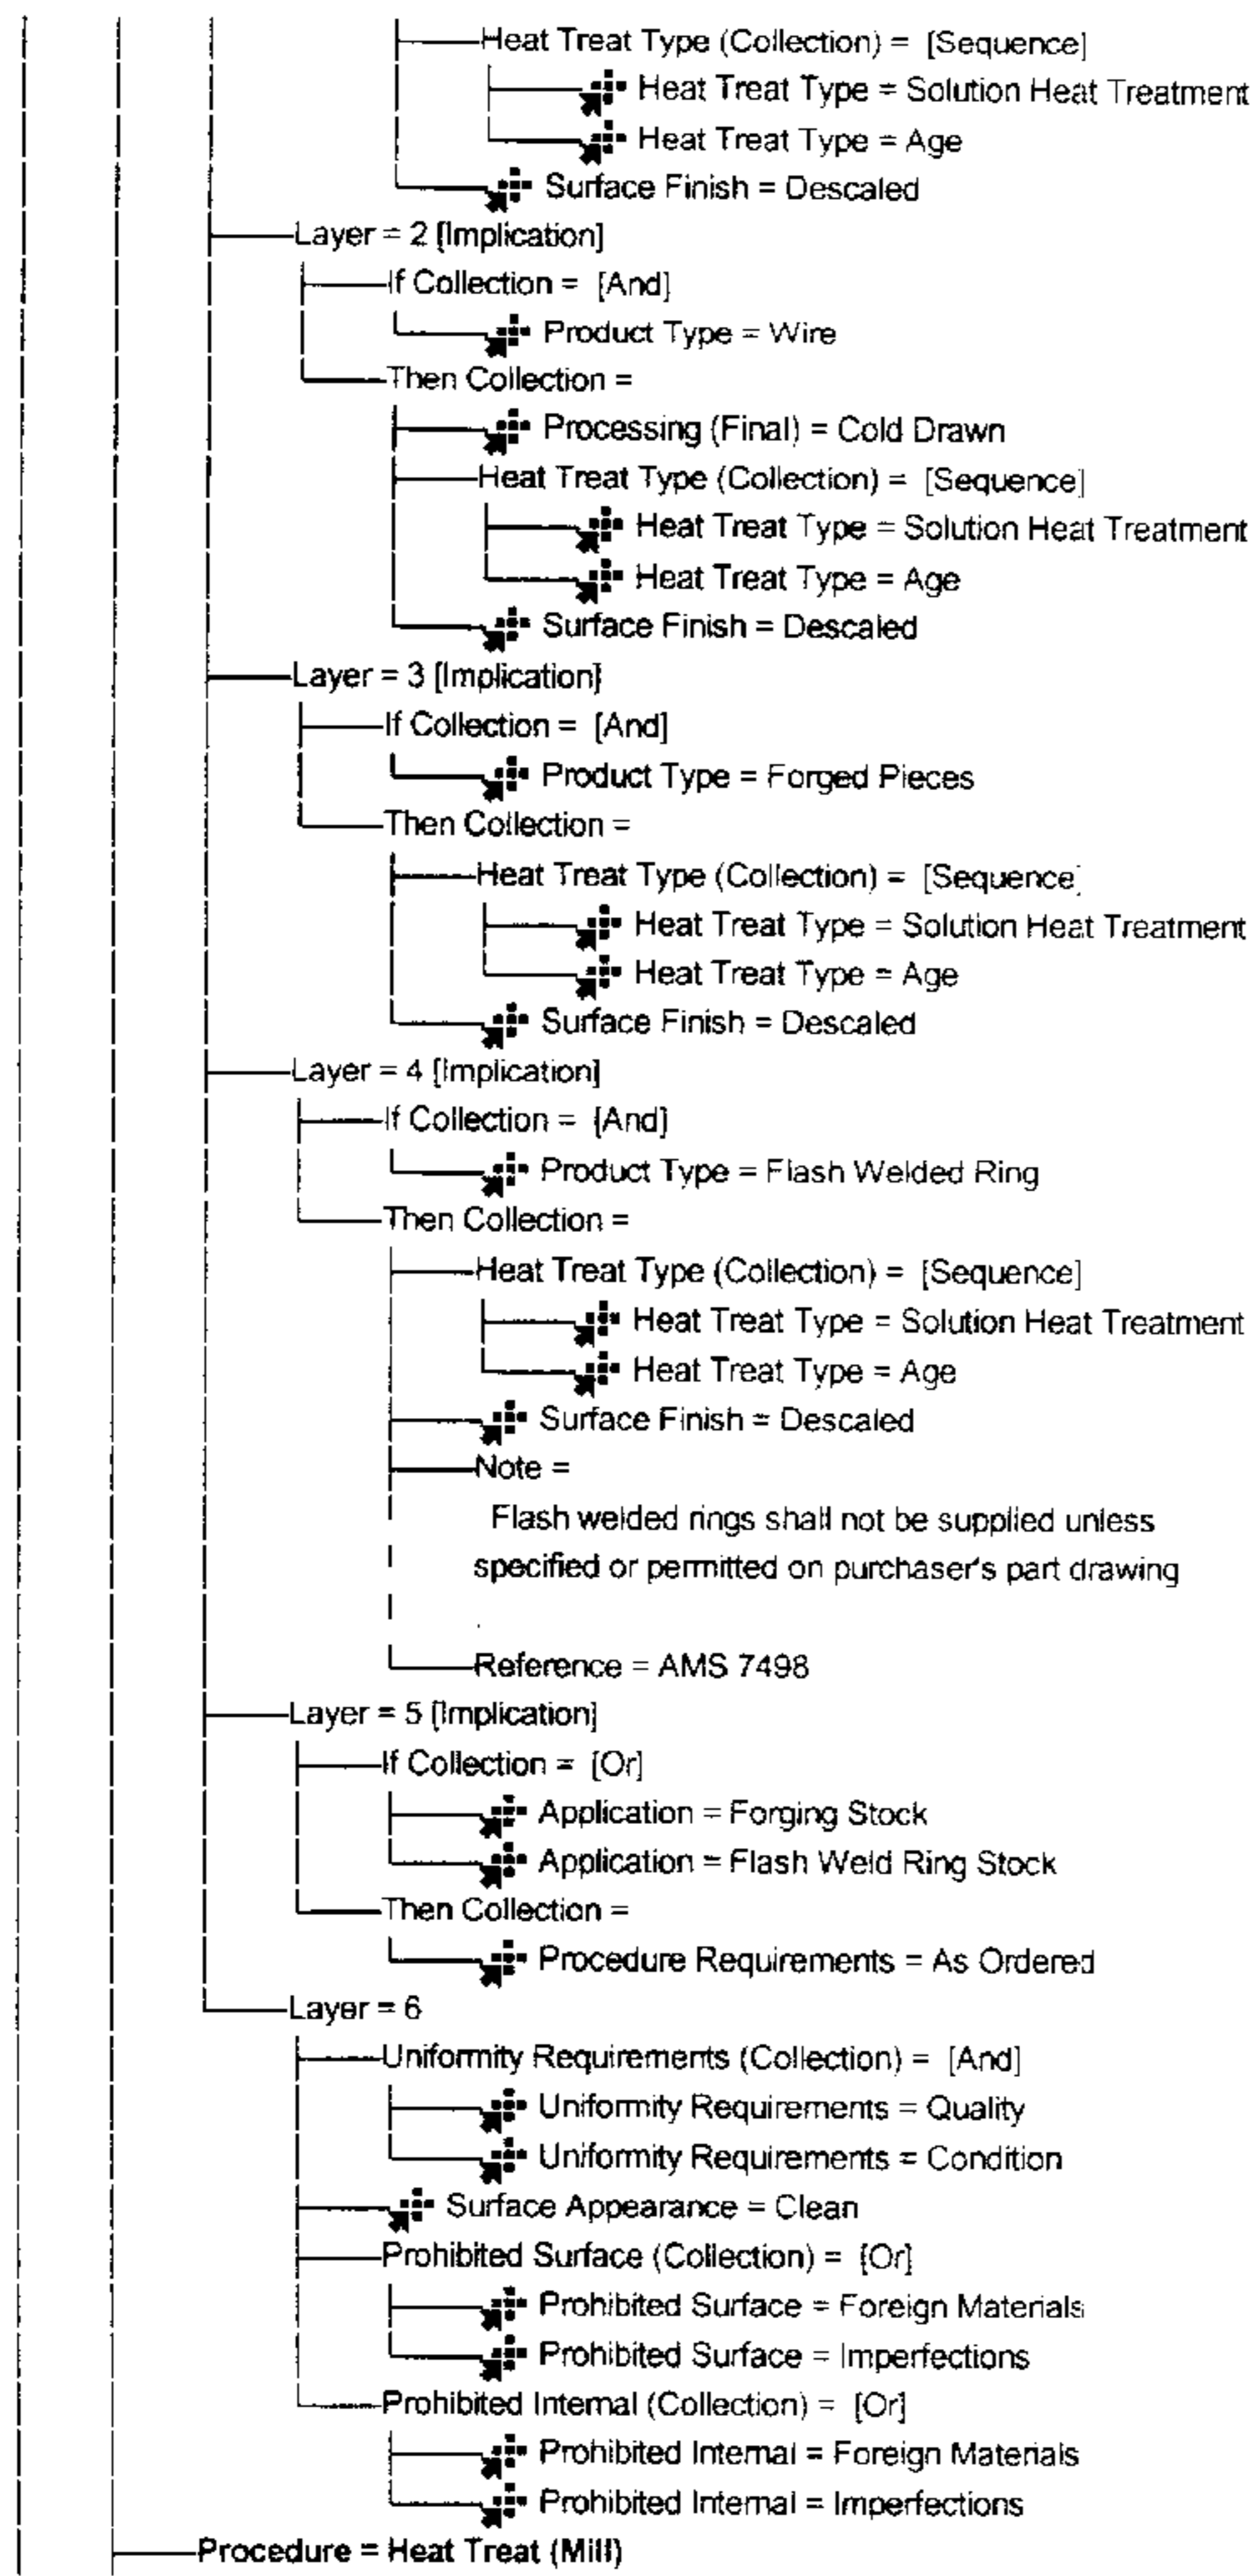 Heat Treat Type (Collection) = [Sequence]
Heat Treat Type = Solution Heat Treatment
Heat Treat Type = Age
Surface Finish = Descaled
Layer = 2 [Implication]
If Collection = [And]
Product Type = Wire
Then Collection =
Processing (Final) = Cold Drawn
Heat Treat Type (Collection) = [Sequence]
Heat Treat Type = Solution Heat Treatment
Heat Treat Type = Age
Surface Finish = Descaled
Layer = 3 [Implication]
If Collection = [And]
Product Type = Forged Pieces
Then Collection =
Heat Treat Type (Collection) = [Sequence]
Heat Treat Type = Solution Heat Treatment
Heat Treat Type = Age
Surface Finish = Descaled
Layer = 4 [Implication]
If Collection = [And]
Product Type = Flash Welded Ring
Then Collection =
Heat Treat Type (Collection) = [Sequence]
Heat Treat Type = Solution Heat Treatment
Heat Treat Type = Age
Surface Finish = Descaled
Note =
Flash welded rings shall not be supplied unless
specified or permitted on purchaser's part drawing
.
Reference = AMS 7498
Layer = 5 [Implication]
If Collection = [Or]
Application = Forging Stock
Application = Flash Weld Ring Stock
Then Collection =
Procedure Requirements = As Ordered
Layer = 6
Uniformity Requirements (Collection) = [And]
Uniformity Requirements = Quality
Uniformity Requirements = Condition
Surface Appearance = Clean
Prohibited Surface (Collection) = [Or]
Prohibited Surface = Foreign Materials
Prohibited Surface = Imperfections
Prohibited Internal (Collection) = [Or]
Prohibited Internal = Foreign Materials
Prohibited Internal = Imperfections
Procedure = Heat Treat (Mill)